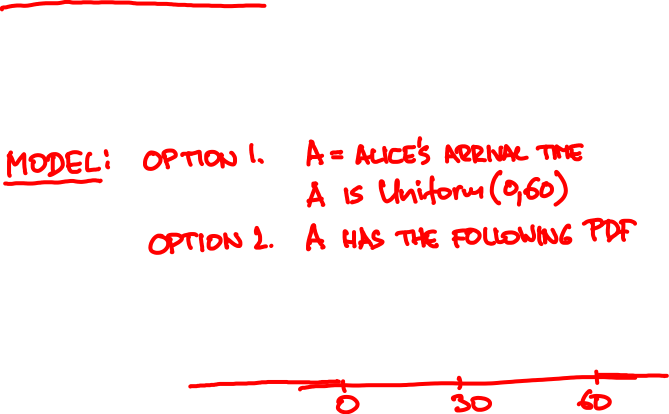 MODEL: OPTION 1. A = ALICE'S ARRIVAL TIME
A IS Uniform (0,60)
OPTION 2. A HAS THE FOLLOWING PDF
0 30 60